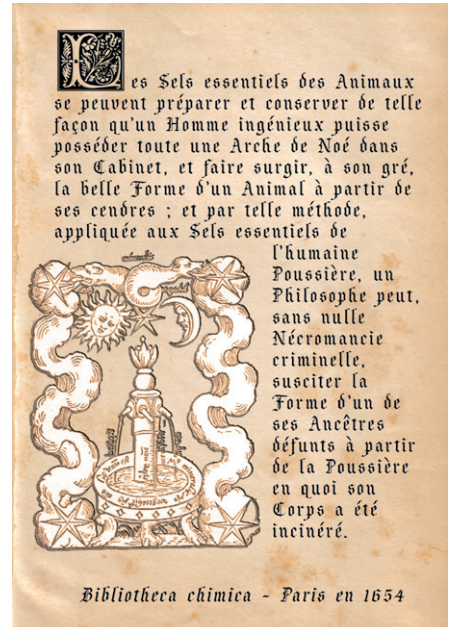 Les Sels essentiels des Animaux
se peuvent préparer et conserver de telle
façon qu'un Homme ingénieux puisse
posséder toute une Arche de Noé dans
son Cabinet, et faire surgir, à son gré,
la belle Forme d'un Animal à partir de
ses cendres ; et par telle méthode,
appliquée aux Sels essentiels de
l'humaine
Poussière, un
Philosophe peut,
sans nulle
Nécromancie
criminelle,
susciter la
Forme d'un de
ses Ancêtres
défunts à partir
de la Poussière
en quoi son
Corps a été
incinéré.
Bibliotheca chimica - Paris en 1654